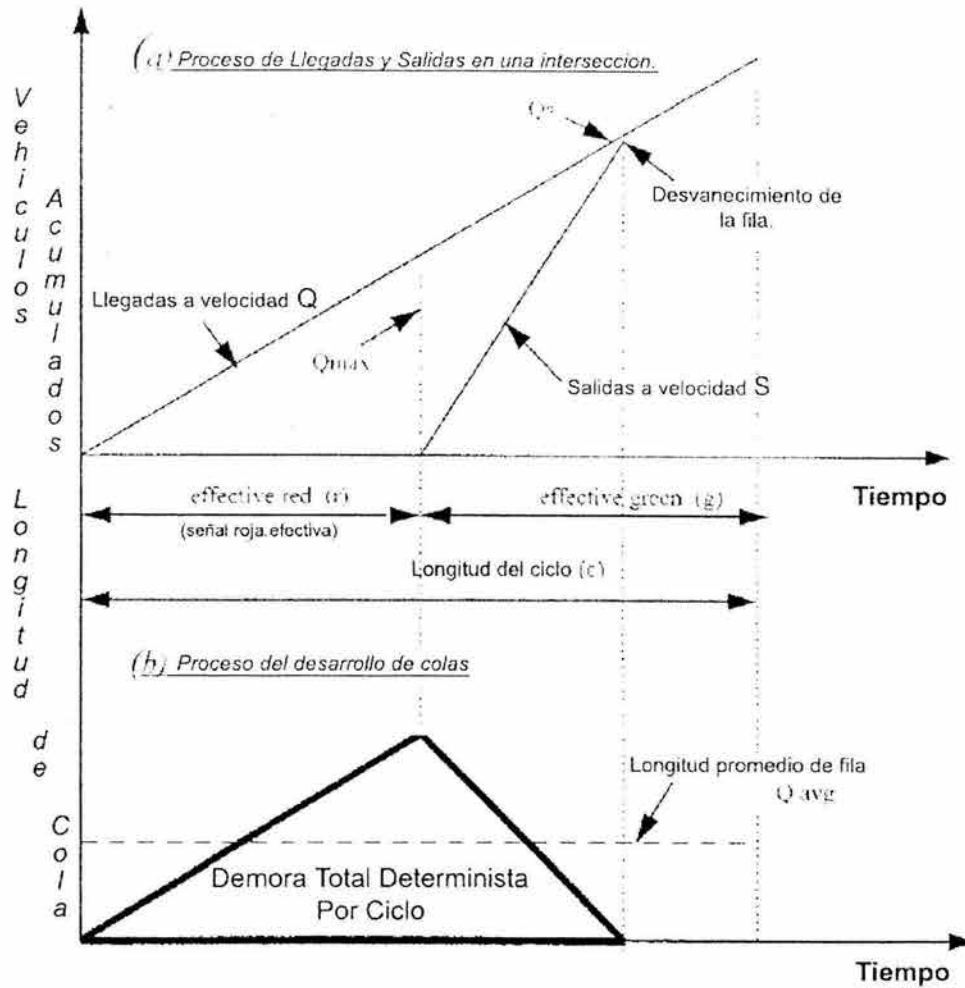 (a) Proceso de Llegadas y Salidas en una interseccion.
Vehiculos
Acumulados
Desvanecimiento de
la fila.
Llegadas a velocidad Q
Qmax
Salidas a velocidad S
Tiempo
effective red (r)
effective green (g)
(señal roja.efectiva)
Longitud del ciclo (c)
Longitud
de
Cola
(b) Proceso del desarrollo de colas
Longitud promedio de fila
Q avg
Demora Total Determinista
Por Ciclo
Tiempo